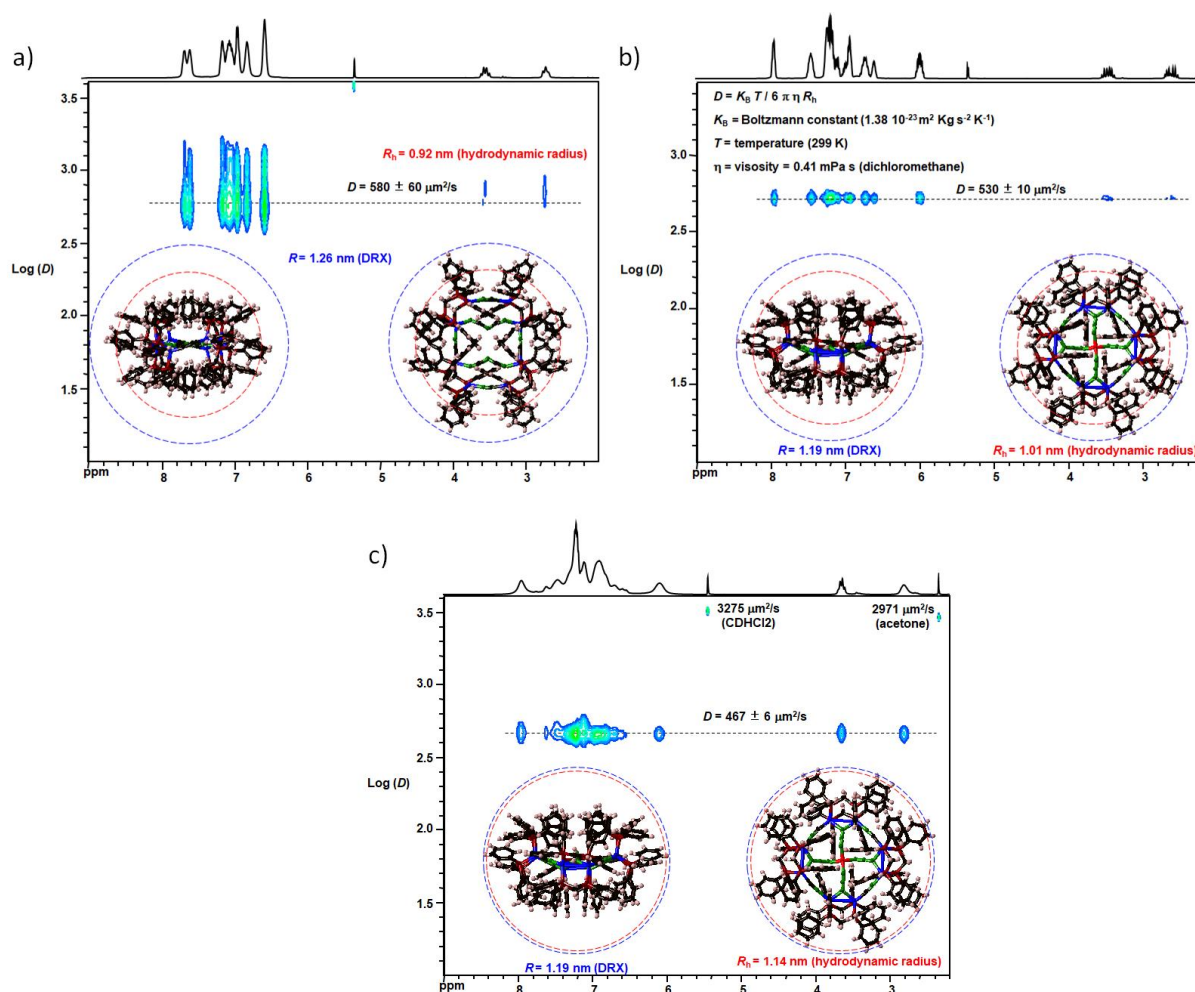 a)
3.5
3.0
2.5
2.0
1.5
Log (D)
R_h = 0.92 nm (hydrodynamic radius)
D = 580 ± 60 µm²/s
R = 1.26 nm (DRX)
ppm 8 7 6 5 4 3
b)
D = K_B T / 6 π η R_h
K_B = Boltzmann constant (1.38 10⁻²³ m² Kg s⁻² K⁻¹)
T = temperature (299 K)
η = visosity = 0.41 mPa s (dichloromethane)
3.0
2.5
2.0
1.5
Log (D)
D = 530 ± 10 µm²/s
R = 1.19 nm (DRX)
R_h = 1.01 nm (hydrodynamic radius)
ppm 8 7 6 5 4 3
c)
3.5
3.0
2.5
2.0
1.5
Log (D)
3275 µm²/s
(CDHCl2)
2971 µm²/s
(acetone)
D = 467 ± 6 µm²/s
R = 1.19 nm (DRX)
R_h = 1.14 nm (hydrodynamic radius)
ppm 8 7 6 5 4 3